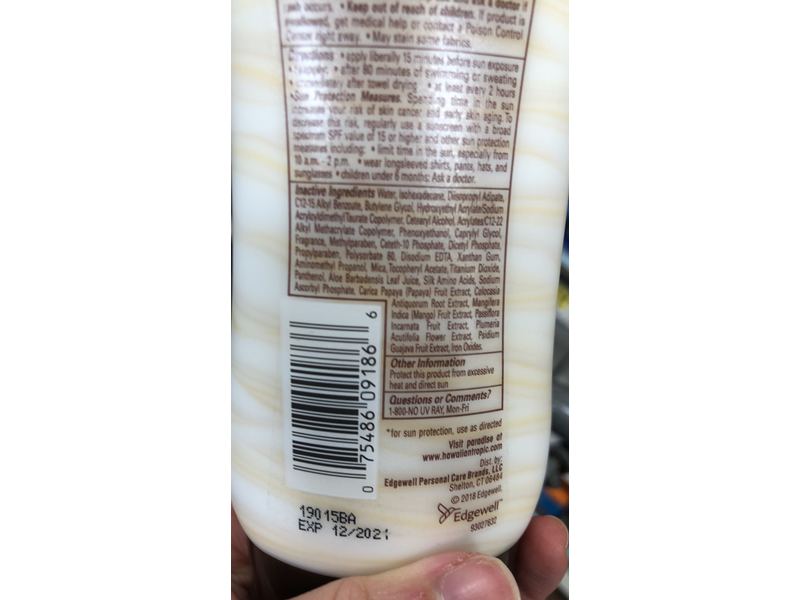 ask a doctor if
rash occurs. • Keep out of reach of children. If product is
swallowed, get medical help or contact a Poison Control
Center right away. • May stain some fabrics.
Directions • apply liberally 15 minutes before sun exposure
• reapply: • after 80 minutes of swimming or sweating
• immediately after towel drying • at least every 2 hours
•Sun Protection Measures. Spending time in the sun
increases your risk of skin cancer and early skin aging. To
decrease this risk, regularly use a sunscreen with a broad
spectrum SPF value of 15 or higher and other sun protection
measures including: • limit time in the sun, especially from
10 a.m. - 2 p.m. • wear longsleeved shirts, pants, hats, and
sunglasses • children under 6 months: Ask a doctor.
Inactive Ingredients Water, Isohexadecane, Diisopropyl Adipate,
C12-15 Alkyl Benzoate, Butylene Glycol, Hydroxyethyl Acrylate/Sodium
Acryloyldimethyl Taurate Copolymer, Cetearyl Alcohol, Acrylates/C12-22
Alkyl Methacrylate Copolymer, Phenoxyethanol, Caprylyl Glycol,
Fragrance, Methylparaben, Ceteth-10 Phosphate, Dicetyl Phosphate,
Propylparaben, Polysorbate 60, Disodium EDTA, Xanthan Gum,
Aminomethyl Propanol, Mica, Tocopheryl Acetate, Titanium Dioxide,
Panthenol, Aloe Barbadensis Leaf Juice, Silk Amino Acids, Sodium
Ascorbyl Phosphate, Carica Papaya (Papaya) Fruit Extract, Colocasia
Antiquorum Root Extract, Mangifera
Indica (Mango) Fruit Extract, Passiflora
Incarnata Fruit Extract, Plumeria
Acutifolia Flower Extract, Psidium
Guajava Fruit Extract, Iron Oxides.
Other Information
Protect this product from excessive
heat and direct sun
Questions or Comments?
1-800-NO UV RAY, Mon-Fri
*for sun protection, use as directed
Visit paradise at
www.hawaiiantropic.com
Dist. by:
Edgewell Personal Care Brands, LLC
Shelton, CT 06484
© 2018 Edgewell.
Edgewell™
93027632
0 75486 09186 6
19015BA
EXP 12/2021